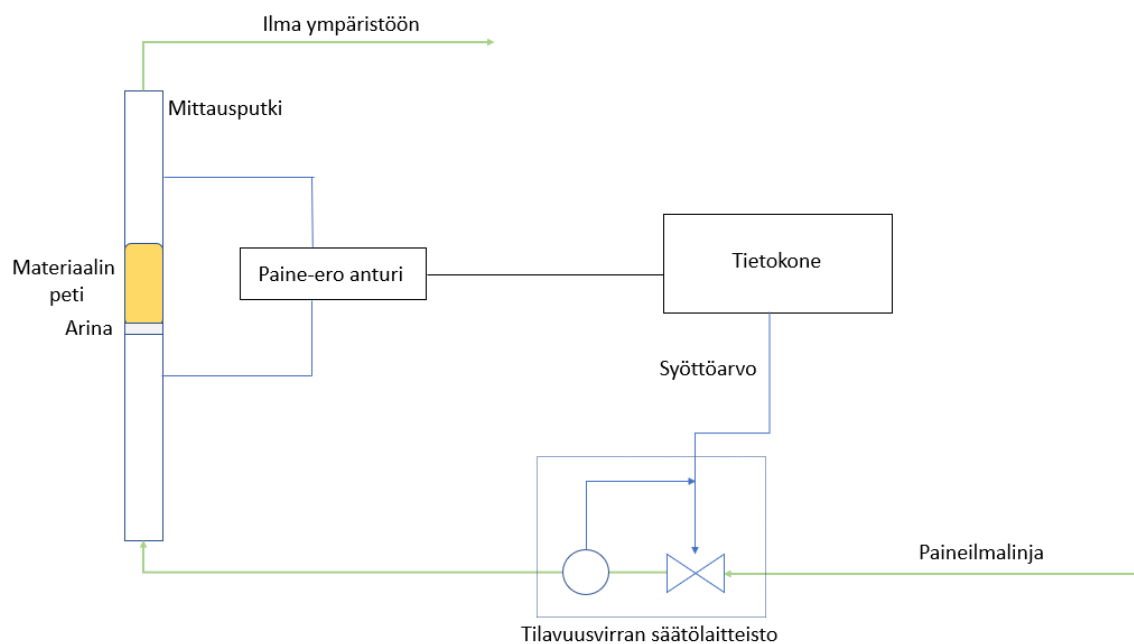 Ilma ympäristöön
Mittausputki
Materiaalin
peti
Arina
Paine-ero anturi
Tietokone
Syöttöarvo
Paineilmalinja
Tilavuusvirran säätölaitteisto